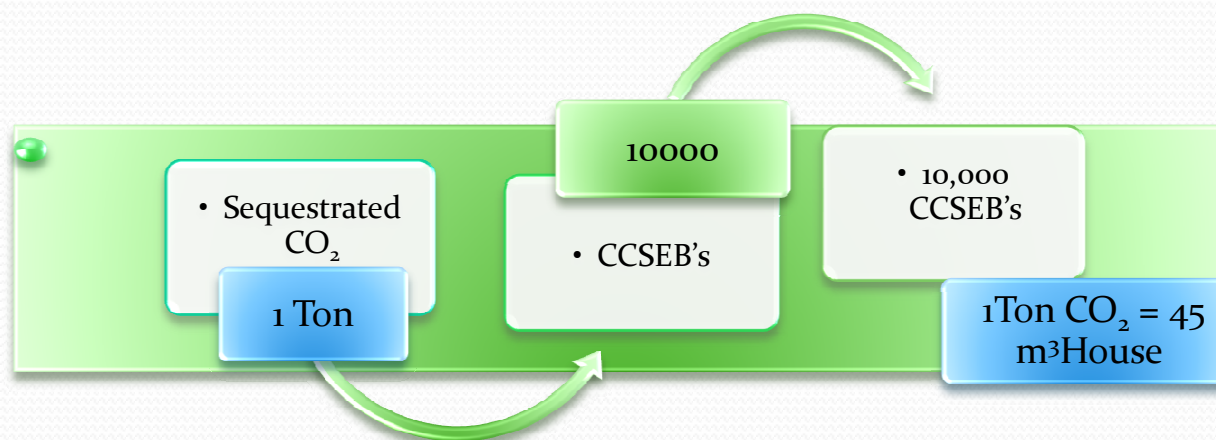 • Sequestrated
CO₂
1 Ton
10000
• CCSEB's
• 10,000
CCSEB's
1Ton CO₂ = 45
m³House